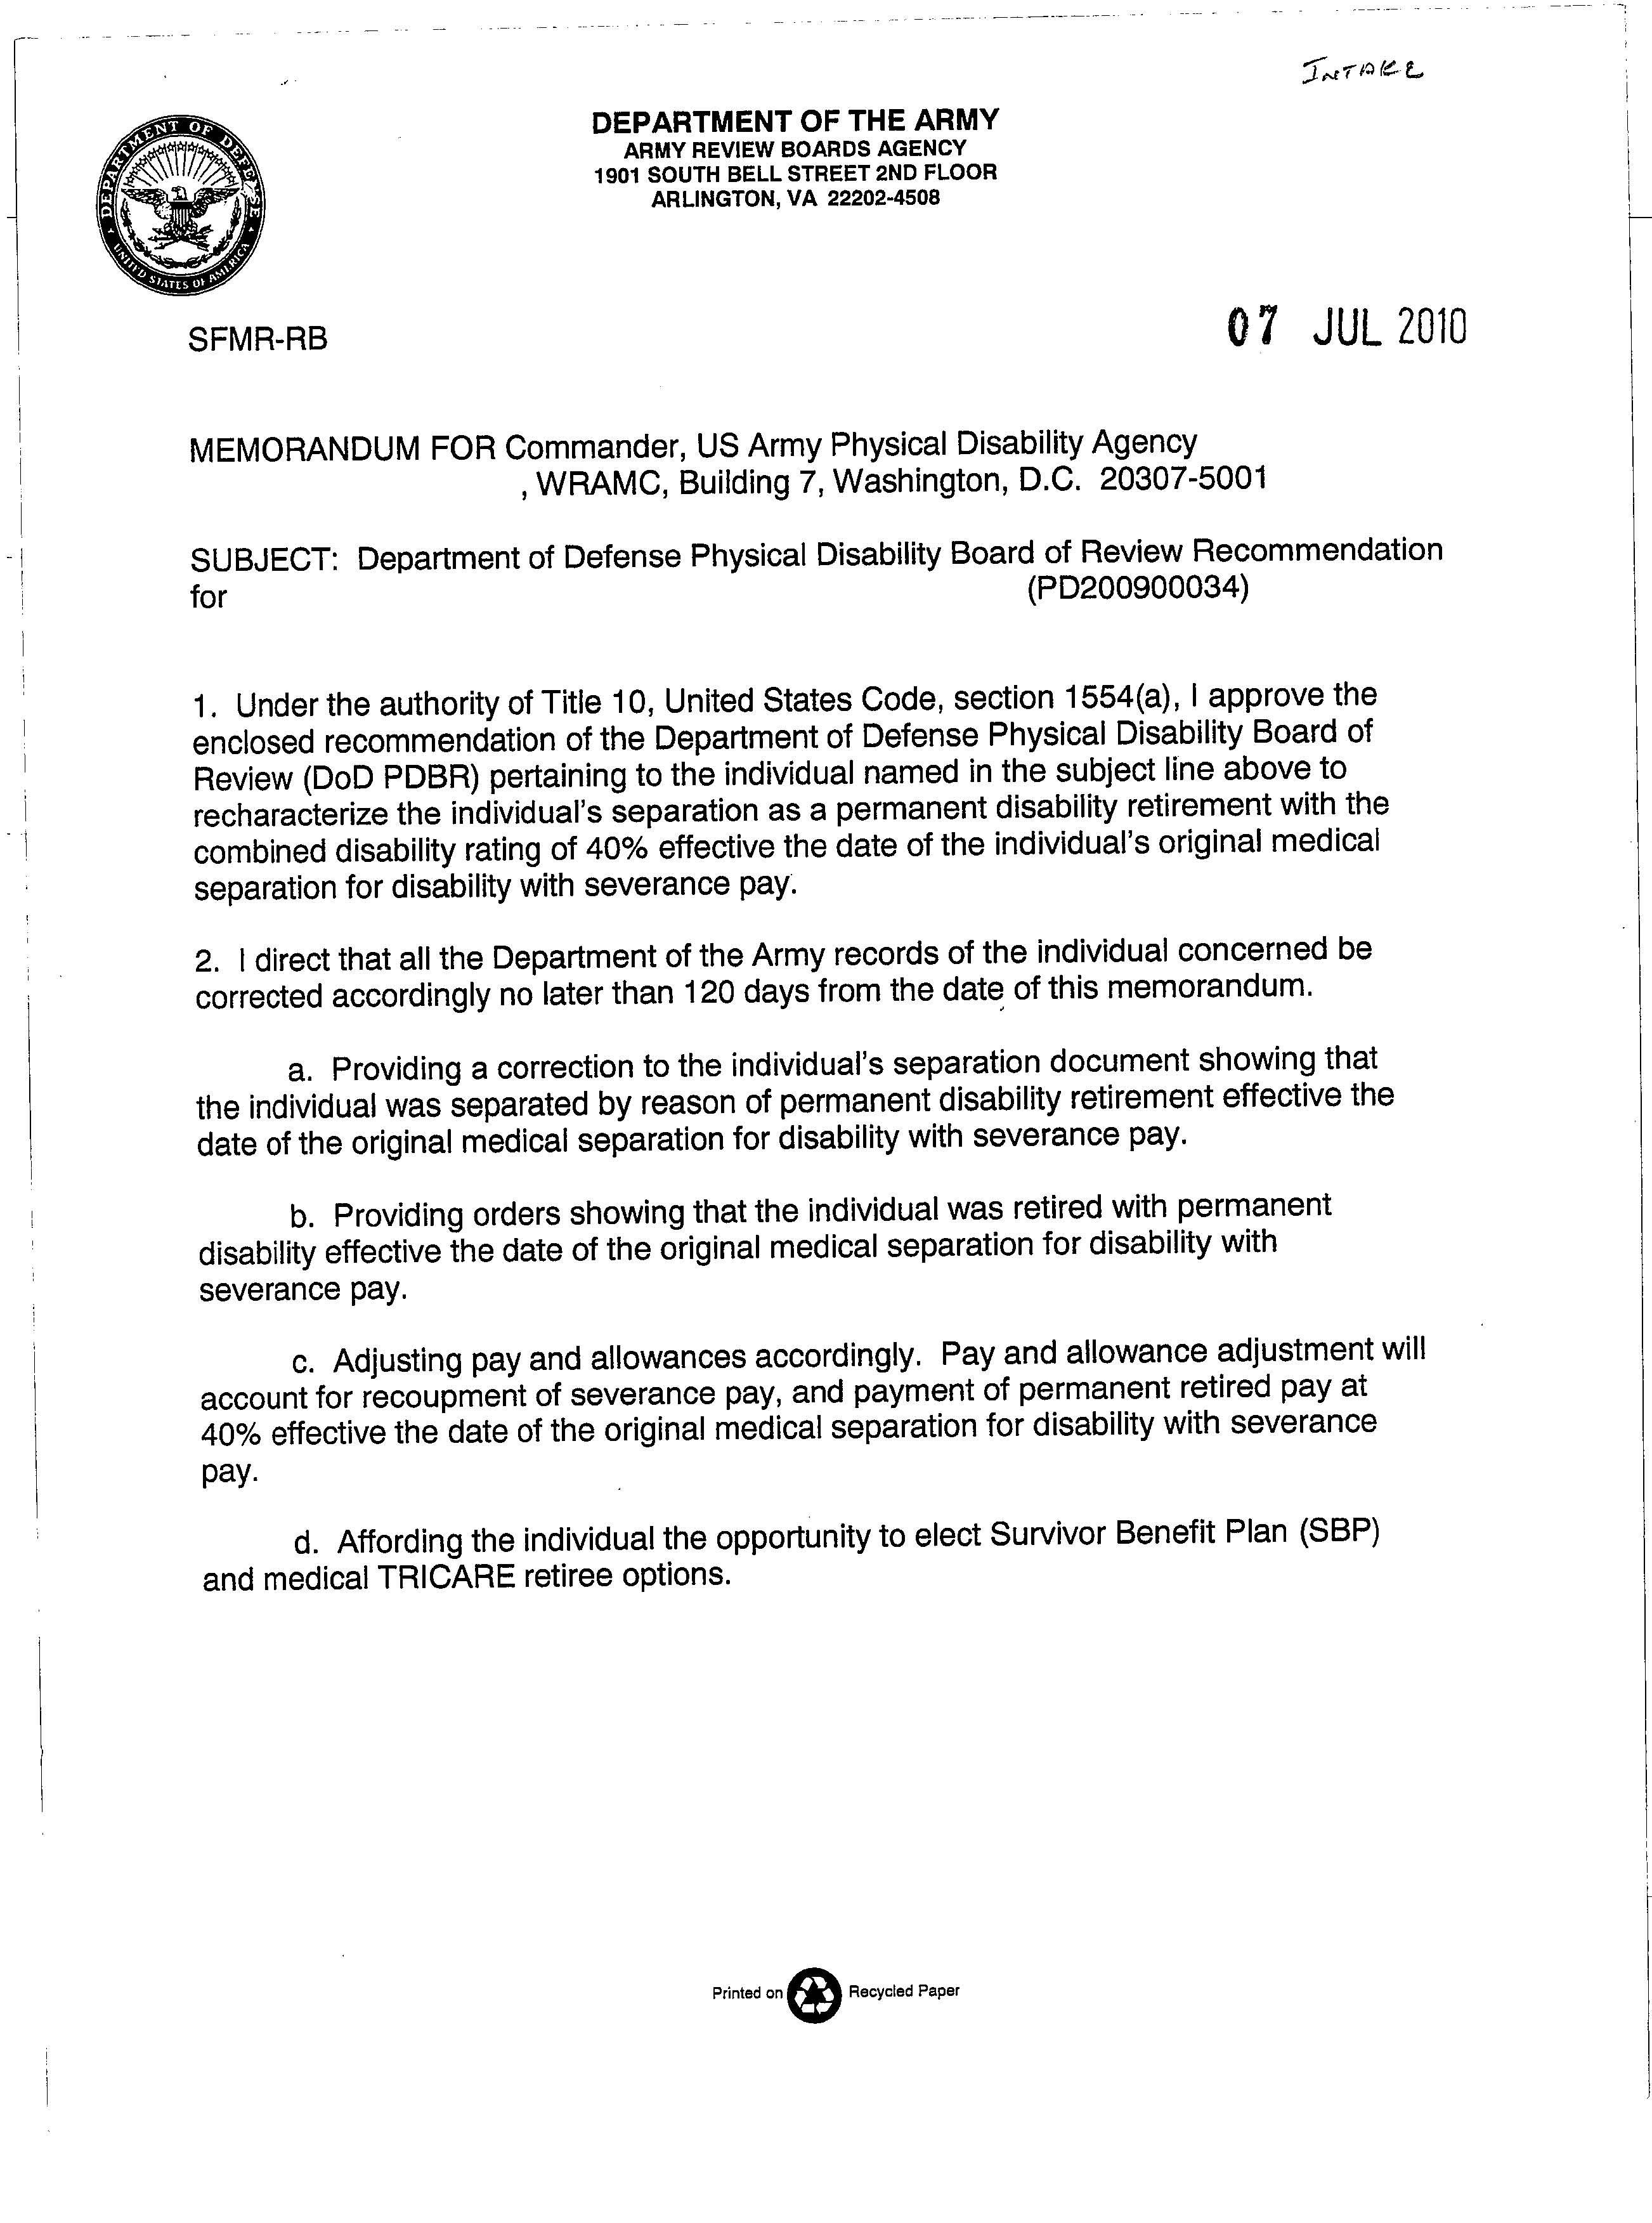 INTAKE
DEPARTMENT OF THE ARMY
ARMY REVIEW BOARDS AGENCY
1901 SOUTH BELL STREET 2ND FLOOR
ARLINGTON, VA 22202-4508
DEPARTMENT OF DEFENSE
UNITED STATES OF AMERICA
SFMR-RB
07 JUL 2010
MEMORANDUM FOR Commander, US Army Physical Disability Agency
, WRAMC, Building 7, Washington, D.C. 20307-5001
SUBJECT: Department of Defense Physical Disability Board of Review Recommendation
for (PD200900034)
1. Under the authority of Title 10, United States Code, section 1554(a), I approve the
enclosed recommendation of the Department of Defense Physical Disability Board of
Review (DoD PDBR) pertaining to the individual named in the subject line above to
recharacterize the individual's separation as a permanent disability retirement with the
combined disability rating of 40% effective the date of the individual's original medical
separation for disability with severance pay.
2. I direct that all the Department of the Army records of the individual concerned be
corrected accordingly no later than 120 days from the date of this memorandum.
a. Providing a correction to the individual's separation document showing that
the individual was separated by reason of permanent disability retirement effective the
date of the original medical separation for disability with severance pay.
b. Providing orders showing that the individual was retired with permanent
disability effective the date of the original medical separation for disability with
severance pay.
c. Adjusting pay and allowances accordingly. Pay and allowance adjustment will
account for recoupment of severance pay, and payment of permanent retired pay at
40% effective the date of the original medical separation for disability with severance
pay.
d. Affording the individual the opportunity to elect Survivor Benefit Plan (SBP)
and medical TRICARE retiree options.
Printed on Recycled Paper